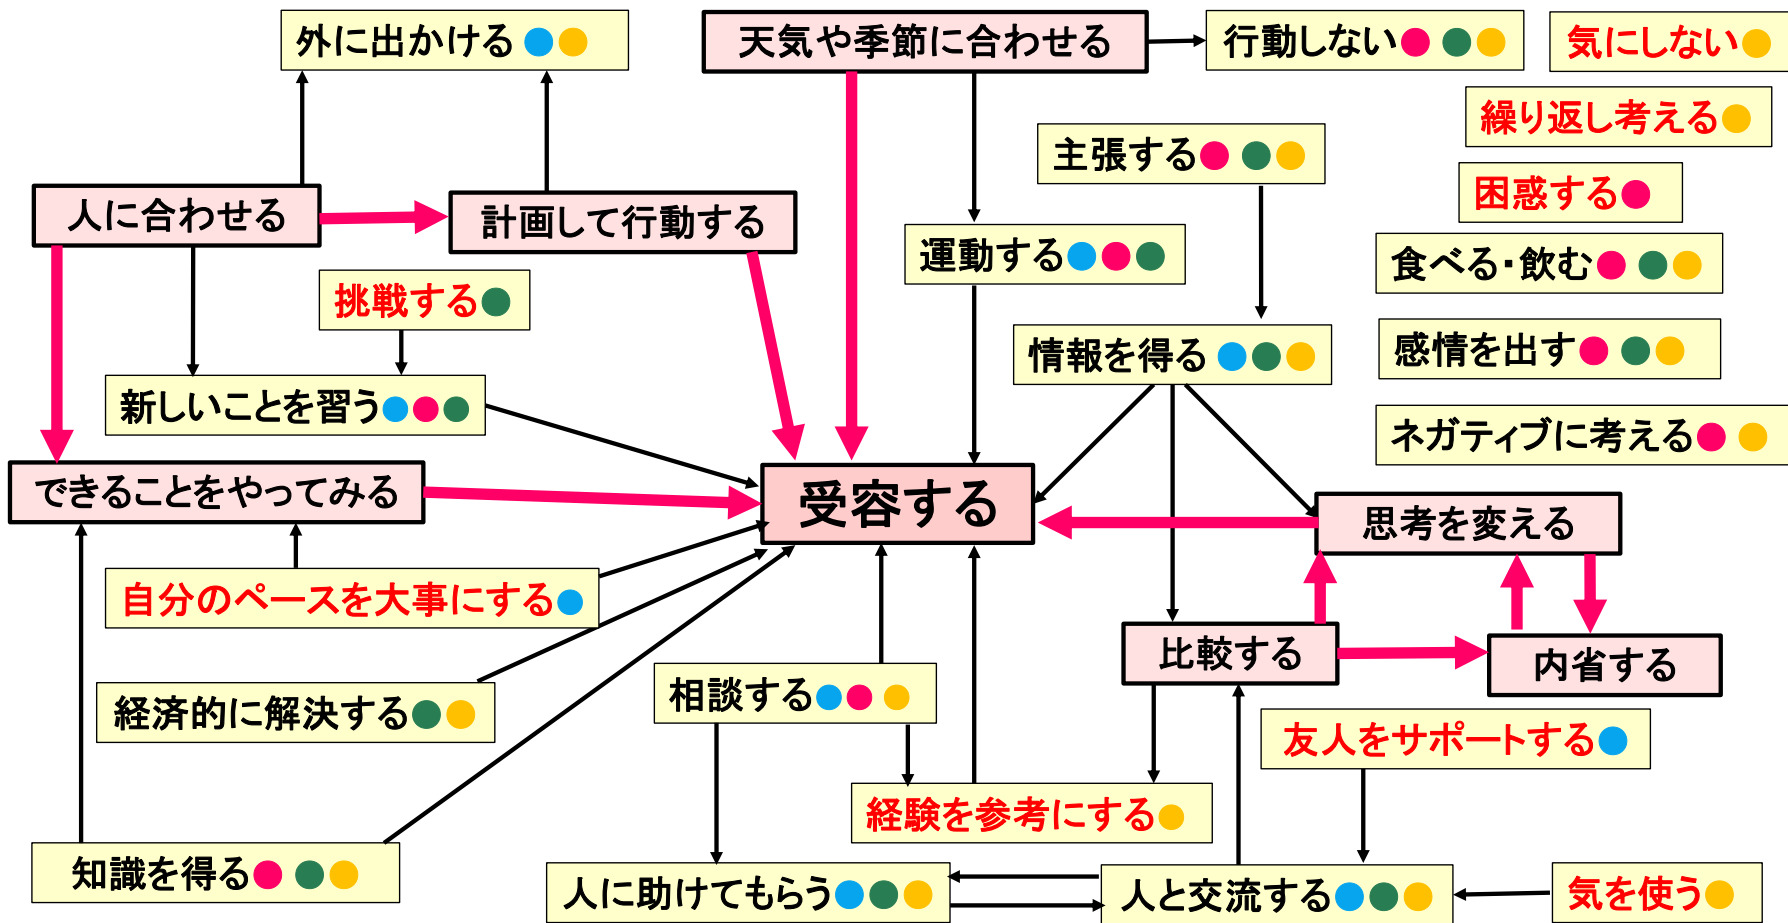 外に出かける
天気や季節に合わせる
行動しない
気にしない
繰り返し考える
主張する
困惑する
人に合わせる
計画して行動する
運動する
食べる・飲む
挑戦する
情報を得る
感情を出す
新しいことを習う
ネガティブに考える
できることをやってみる
受容する
思考を変える
自分のペースを大事にする
比較する
内省する
経済的に解決する
相談する
友人をサポートする
経験を参考にする
知識を得る
人に助けてもらう
人と交流する
気を使う